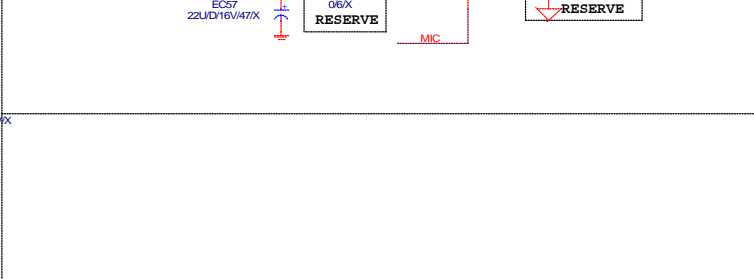 EC57
22U/D/16V/47/X
0/6/X
RESERVE
MIC
RESERVE
/X